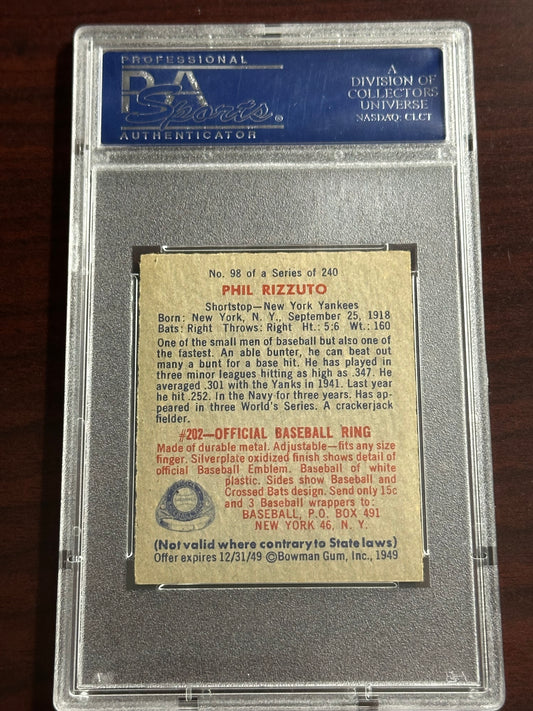 PROFESSIONAL
PSA
Sports®
AUTHENTICATOR
A
DIVISION OF
COLLECTORS
UNIVERSE
NASDAQ: CLCT
No. 98 of a Series of 240
PHIL RIZZUTO
Shortstop—New York Yankees
Born: New York, N. Y., September 25, 1918
Bats: Right Throws: Right Ht.: 5:6 Wt.: 160
One of the small men of baseball but also one
of the fastest. An able bunter, he can beat out
many a bunt for a base hit. He has played in
three minor leagues hitting as high as .347. He
averaged .301 with the Yanks in 1941. Last year
he hit .252. In the Navy for three years. Has ap-
peared in three World's Series. A crackerjack
fielder.
#202—OFFICIAL BASEBALL RING
Made of durable metal. Adjustable—fits any size
finger. Silverplate oxidized finish shows detail of
official Baseball Emblem. Baseball of white
plastic. Sides show Baseball and
Crossed Bats design. Send only 15c
and 3 Baseball wrappers to:
BASEBALL, P.O. BOX 491
NEW YORK 46, N. Y.
(Not valid where contrary to State laws)
Offer expires 12/31/49 ©Bowman Gum, Inc., 1949